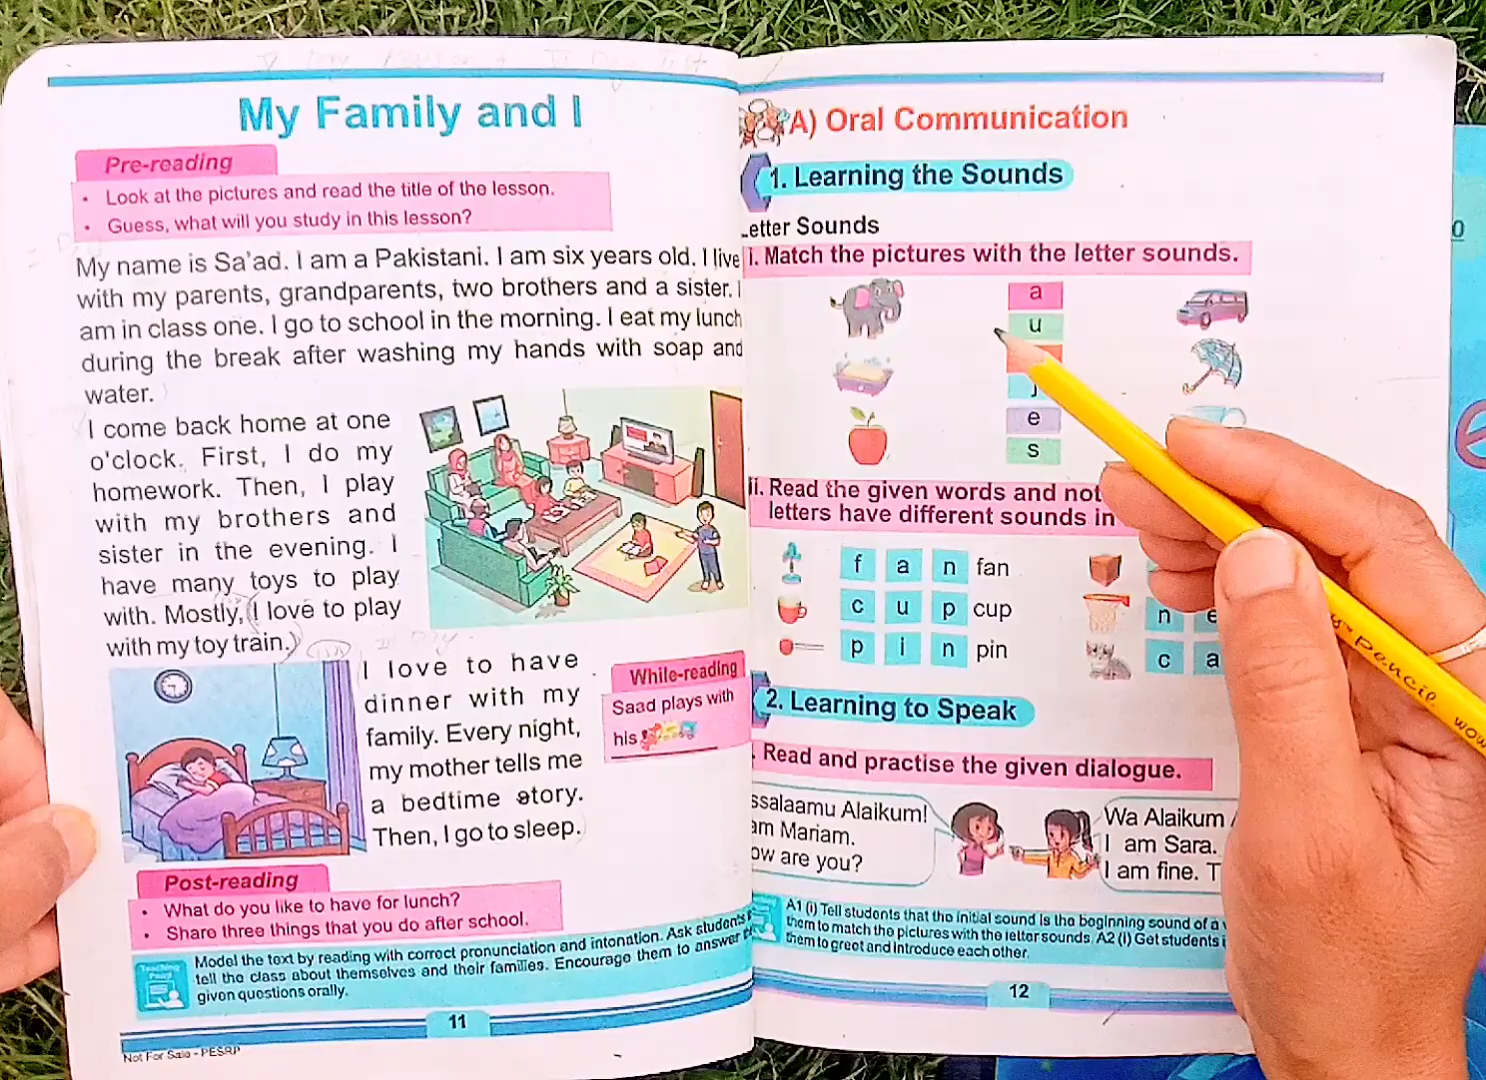 My Family and I
Pre-reading
• Look at the pictures and read the title of the lesson.
• Guess, what will you study in this lesson?
My name is Sa'ad. I am a Pakistani. I am six years old. I live
with my parents, grandparents, two brothers and a sister. I
am in class one. I go to school in the morning. I eat my lunch
during the break after washing my hands with soap and
water.
I come back home at one
o'clock. First, I do my
homework. Then, I play
with my brothers and
sister in the evening. I
have many toys to play
with. Mostly, I love to play
with my toy train.
I love to have
dinner with my
family. Every night,
my mother tells me
a bedtime story.
Then, I go to sleep.
While-reading
Saad plays with
his
Post-reading
• What do you like to have for lunch?
• Share three things that you do after school.
Teaching
Point
Model the text by reading with correct pronunciation and intonation. Ask students
tell the class about themselves and their families. Encourage them to answer
given questions orally.
11
Not For Sale - PESRP
A) Oral Communication
1. Learning the Sounds
etter Sounds
i. Match the pictures with the letter sounds.
a
u
j
e
s
ii. Read the given words and not
letters have different sounds in
f a n fan
c u p cup
n e
p i n pin
c a
2. Learning to Speak
Read and practise the given dialogue.
ssalaamu Alaikum!
am Mariam.
ow are you?
Wa Alaikum
I am Sara.
I am fine. T
A1 (i) Tell students that the initial sound is the beginning sound of a
them to match the pictures with the letter sounds. A2 (i) Get students
them to greet and introduce each other.
12
Pencil